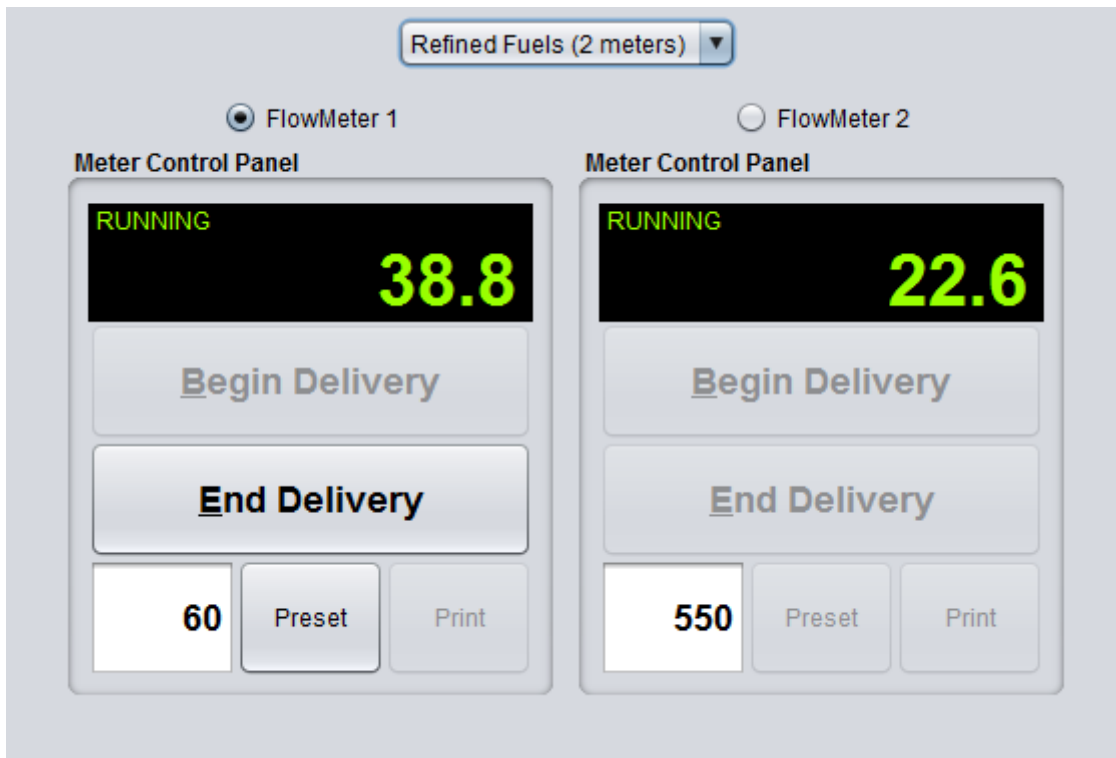 Refined Fuels (2 meters)
FlowMeter 1
FlowMeter 2
Meter Control Panel
RUNNING
38.8
Begin Delivery
End Delivery
60 Preset Print
Meter Control Panel
RUNNING
22.6
Begin Delivery
End Delivery
550 Preset Print